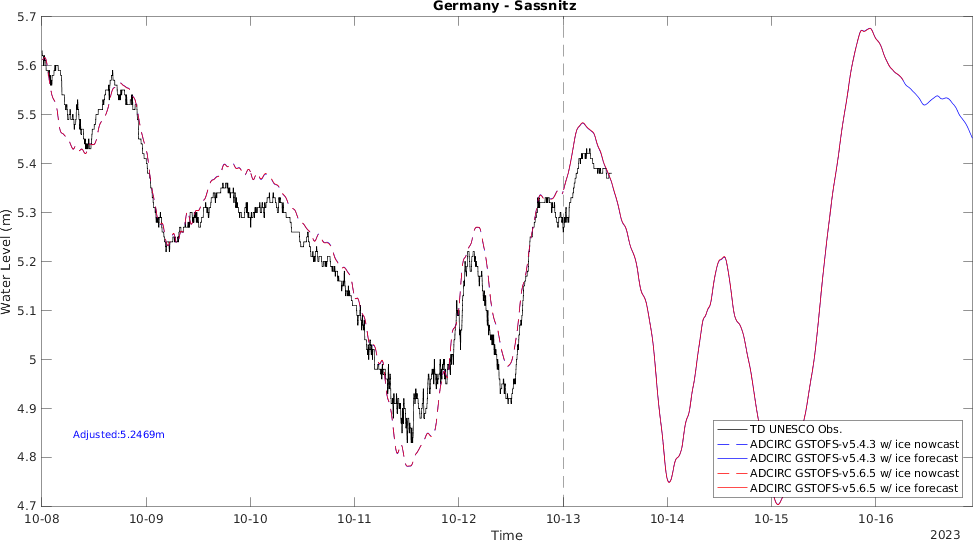 Germany - Sassnitz
Water Level (m)
5.7
5.6
5.5
5.4
5.3
5.2
5.1
5
4.9
4.8
4.7
Adjusted:5.2469m
TD UNESCO Obs.
ADCIRC GSTOFS-v5.4.3 w/ ice nowcast
ADCIRC GSTOFS-v5.4.3 w/ ice forecast
ADCIRC GSTOFS-v5.6.5 w/ ice nowcast
ADCIRC GSTOFS-v5.6.5 w/ ice forecast
10-08 10-09 10-10 10-11 10-12 10-13 10-14 10-15 10-16
Time
2023